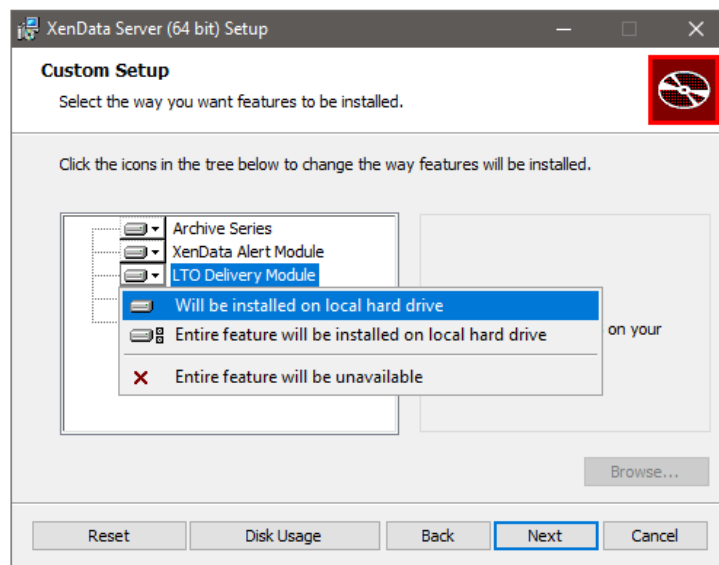 XenData Server (64 bit) Setup
Custom Setup
Select the way you want features to be installed.
Click the icons in the tree below to change the way features will be installed.
Archive Series
XenData Alert Module
LTO Delivery Module
Will be installed on local hard drive
Entire feature will be installed on local hard drive
on your
Entire feature will be unavailable
Browse...
Reset
Disk Usage
Back
Next
Cancel